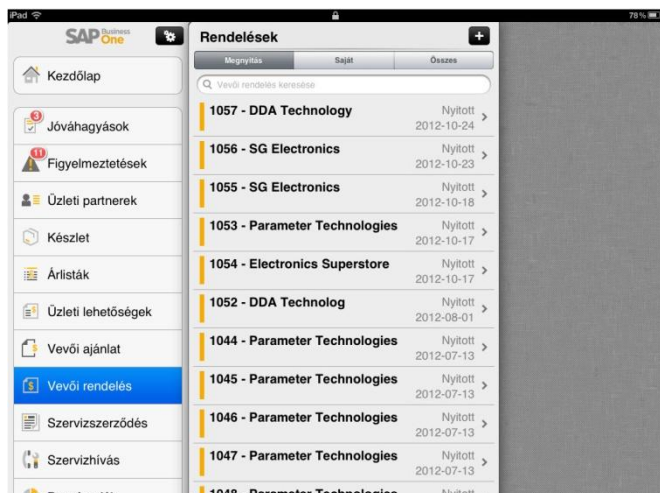 iPad
78%
SAP Business One
Kezdőlap
3
Jóváhagyások
11
Figyelmeztetések
Üzleti partnerek
Készlet
Árlisták
Üzleti lehetőségek
Vevői ajánlat
Vevői rendelés
Szervizszerződés
Szervizhívás
Rendelések
+
Megnyitás Saját Összes
Vevői rendelés keresése
1057 - DDA Technology Nyitott
2012-10-24
1056 - SG Electronics Nyitott
2012-10-23
1055 - SG Electronics Nyitott
2012-10-18
1053 - Parameter Technologies Nyitott
2012-10-17
1054 - Electronics Superstore Nyitott
2012-10-17
1052 - DDA Technolog Nyitott
2012-08-01
1044 - Parameter Technologies Nyitott
2012-07-13
1045 - Parameter Technologies Nyitott
2012-07-13
1046 - Parameter Technologies Nyitott
2012-07-13
1047 - Parameter Technologies Nyitott
2012-07-13
1048 - Parameter Technologies Nyitott